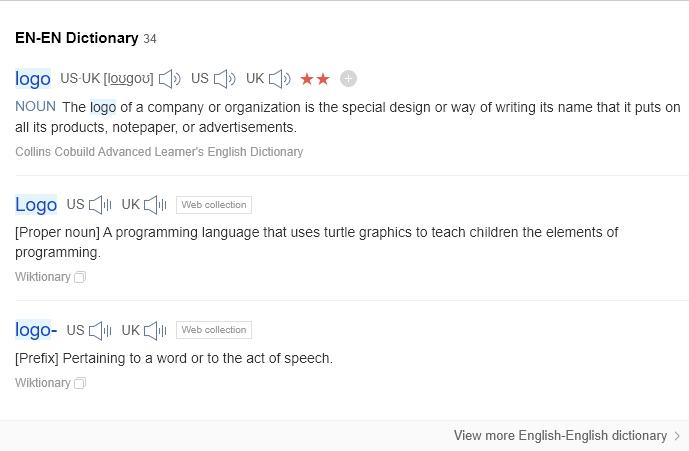 EN-EN Dictionary 34
logo US·UK [loʊgoʊ] US UK ★★ +
NOUN The logo of a company or organization is the special design or way of writing its name that it puts on
all its products, notepaper, or advertisements.
Collins Cobuild Advanced Learner's English Dictionary
Logo US UK Web collection
[Proper noun] A programming language that uses turtle graphics to teach children the elements of
programming.
Wiktionary
logo- US UK Web collection
[Prefix] Pertaining to a word or to the act of speech.
Wiktionary
View more English-English dictionary >